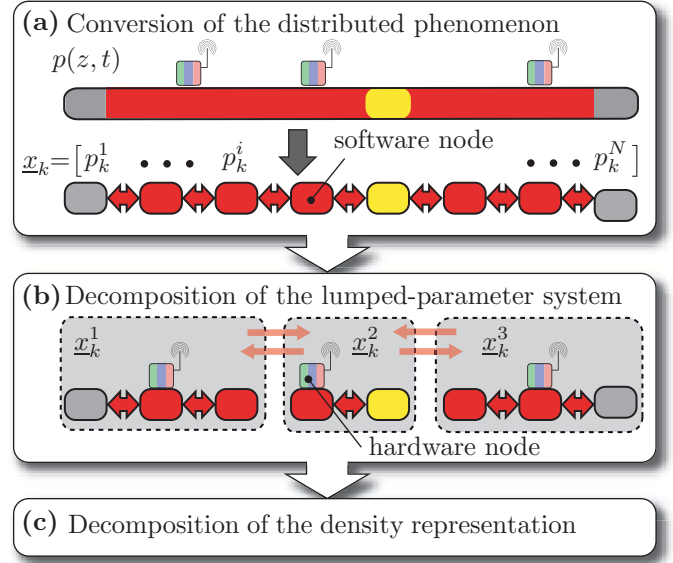 (a) Conversion of the distributed phenomenon
p(z, t)
software node
x_k = [ p_k^1 • • • p_k^i • • • p_k^N ]
(b) Decomposition of the lumped-parameter system
x_k^1 x_k^2 x_k^3
hardware node
(c) Decomposition of the density representation